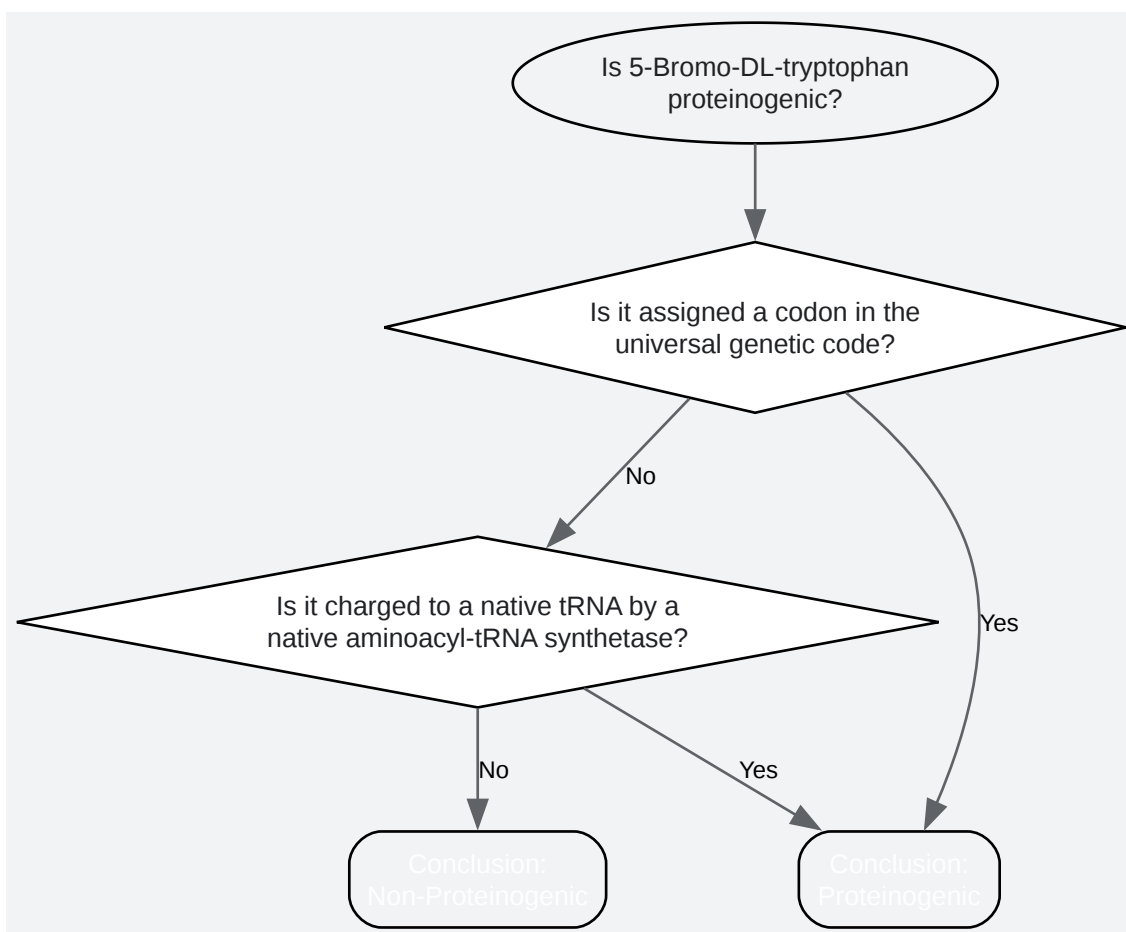 Is 5-Bromo-DL-tryptophan
proteinogenic?
Is it assigned a codon in the
universal genetic code?
No
Is it charged to a native tRNA by a
native aminoacyl-tRNA synthetase?
Yes
No
Yes
Conclusion:
Non-Proteinogenic
Conclusion:
Proteinogenic